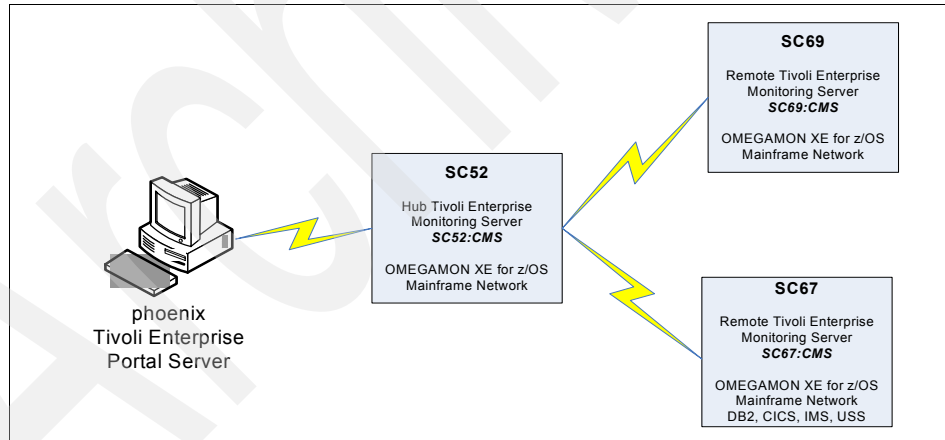 phoenix
Tivoli Enterprise
Portal Server
SC52
Hub Tivoli Enterprise
Monitoring Server
SC52:CMS
OMEGAMON XE for z/OS
Mainframe Network
SC69
Remote Tivoli Enterprise
Monitoring Server
SC69:CMS
OMEGAMON XE for z/OS
Mainframe Network
SC67
Remote Tivoli Enterprise
Monitoring Server
SC67:CMS
OMEGAMON XE for z/OS
Mainframe Network
DB2, CICS, IMS, USS